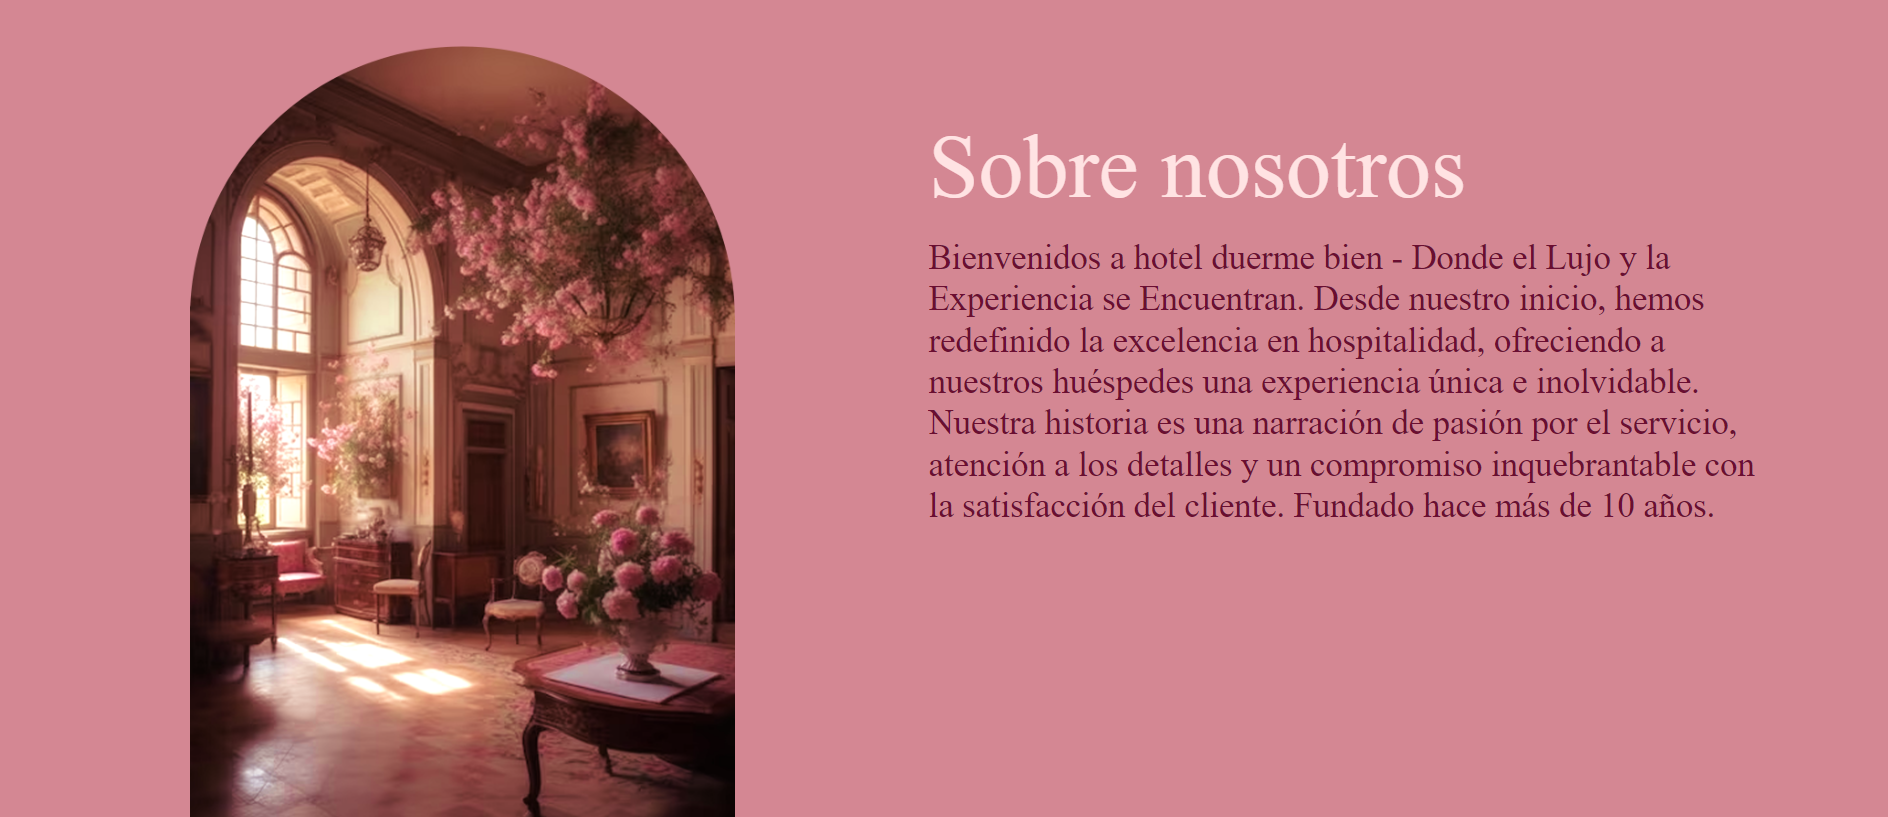 Sobre nosotros
Bienvenidos a hotel duerme bien - Donde el Lujo y la
Experiencia se Encuentran. Desde nuestro inicio, hemos
redefinido la excelencia en hospitalidad, ofreciendo a
nuestros huéspedes una experiencia única e inolvidable.
Nuestra historia es una narración de pasión por el servicio,
atención a los detalles y un compromiso inquebrantable con
la satisfacción del cliente. Fundado hace más de 10 años.